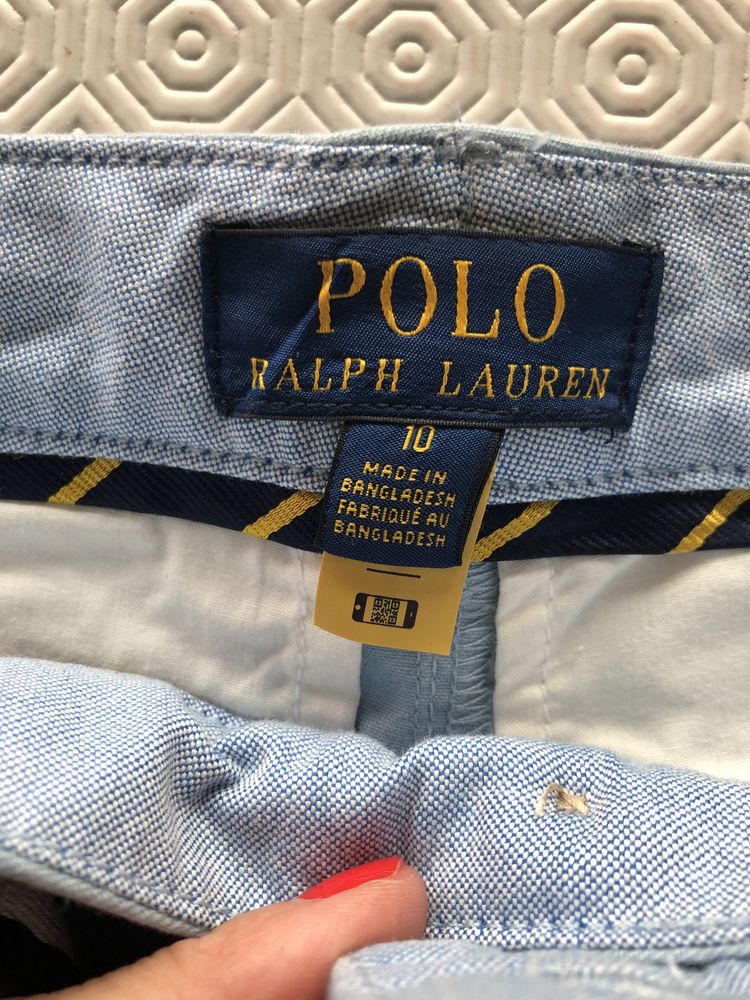 POLO
RALPH LAUREN
10
MADE IN
BANGLADESH
FABRIQUÉ AU
BANGLADESH